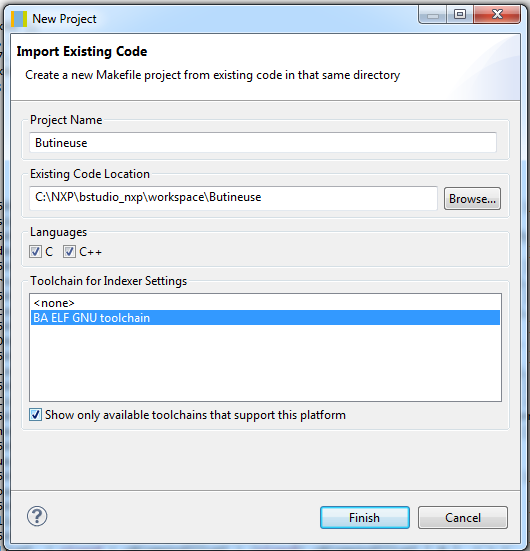 New Project
Import Existing Code
Create a new Makefile project from existing code in that same directory
Project Name
Butineuse
Existing Code Location
C:\NXP\bstudio_nxp\workspace\Butineuse
Browse...
Languages
C C++
Toolchain for Indexer Settings
<none>
BA ELF GNU toolchain
Show only available toolchains that support this platform
?
Finish Cancel